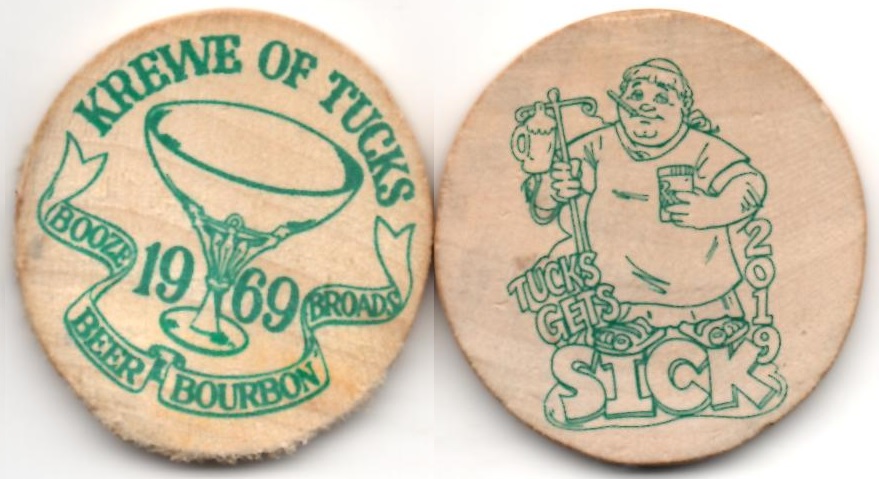 KREWE OF TUCKS
19 69
BOOZE
BEER
BOURBON
BROADS
TUCKS
GETS
SICK
2019